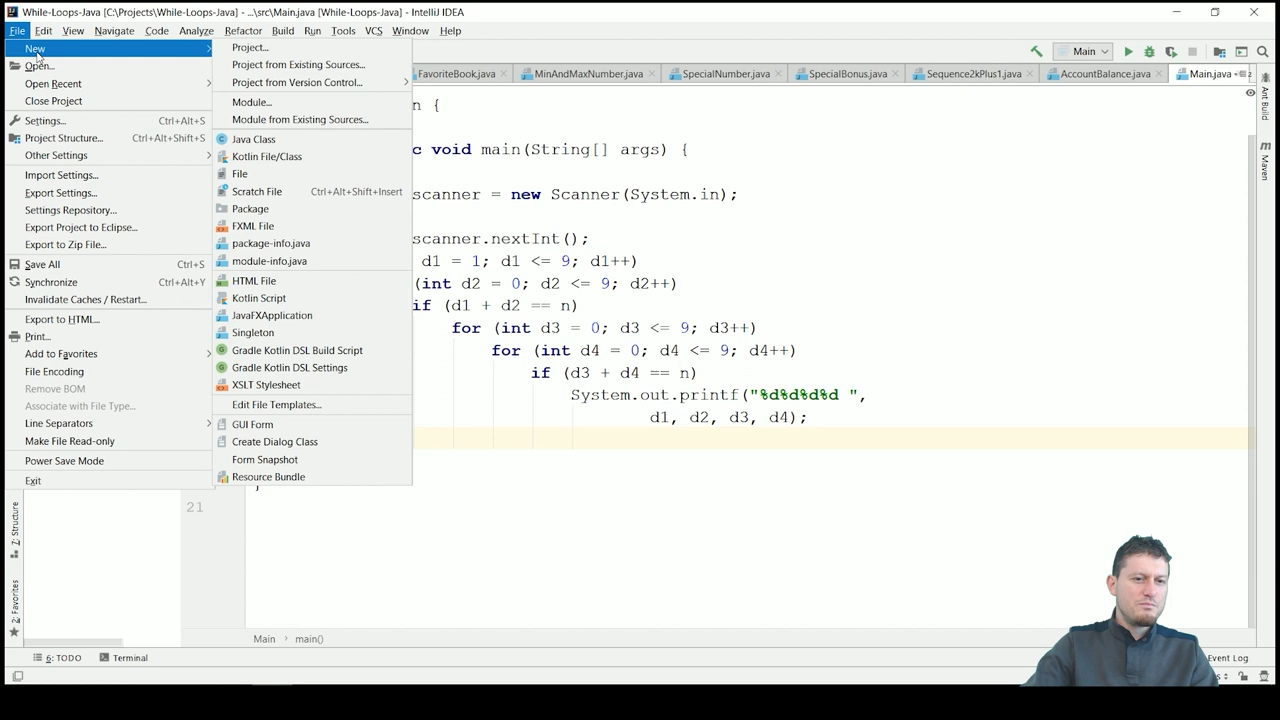 While-Loops-Java [C:\Projects\While-Loops-Java] - ...\src\Main.java [While-Loops-Java] - IntelliJ IDEA
File Edit View Navigate Code Analyze Refactor Build Run Tools VCS Window Help
Main
FavoriteBook.java MinAndMaxNumber.java SpecialNumber.java SpecialBonus.java Sequence2kPlus1.java AccountBalance.java Main.java
New
Open...
Open Recent
Close Project
Settings... Ctrl+Alt+S
Project Structure... Ctrl+Alt+Shift+S
Other Settings
Import Settings...
Export Settings...
Settings Repository...
Export Project to Eclipse...
Export to Zip File...
Save All Ctrl+S
Synchronize Ctrl+Alt+Y
Invalidate Caches / Restart...
Export to HTML...
Print...
Add to Favorites
File Encoding
Remove BOM
Associate with File Type...
Line Separators
Make File Read-only
Power Save Mode
Exit
Project...
Project from Existing Sources...
Project from Version Control...
Module...
Module from Existing Sources...
Java Class
Kotlin File/Class
File
Scratch File Ctrl+Alt+Shift+Insert
Package
FXML File
package-info.java
module-info.java
HTML File
Kotlin Script
JavaFXApplication
Singleton
Gradle Kotlin DSL Build Script
Gradle Kotlin DSL Settings
XSLT Stylesheet
Edit File Templates...
GUI Form
Create Dialog Class
Form Snapshot
Resource Bundle
n {
c void main(String[] args) {
scanner = new Scanner(System.in);
scanner.nextInt();
d1 = 1; d1 <= 9; d1++)
(int d2 = 0; d2 <= 9; d2++)
if (d1 + d2 == n)
for (int d3 = 0; d3 <= 9; d3++)
for (int d4 = 0; d4 <= 9; d4++)
if (d3 + d4 == n)
System.out.printf("%d%d%d%d ",
d1, d2, d3, d4);
21
Ant Build
Maven
Z: Structure
2: Favorites
Main main()
6: TODO Terminal Event Log